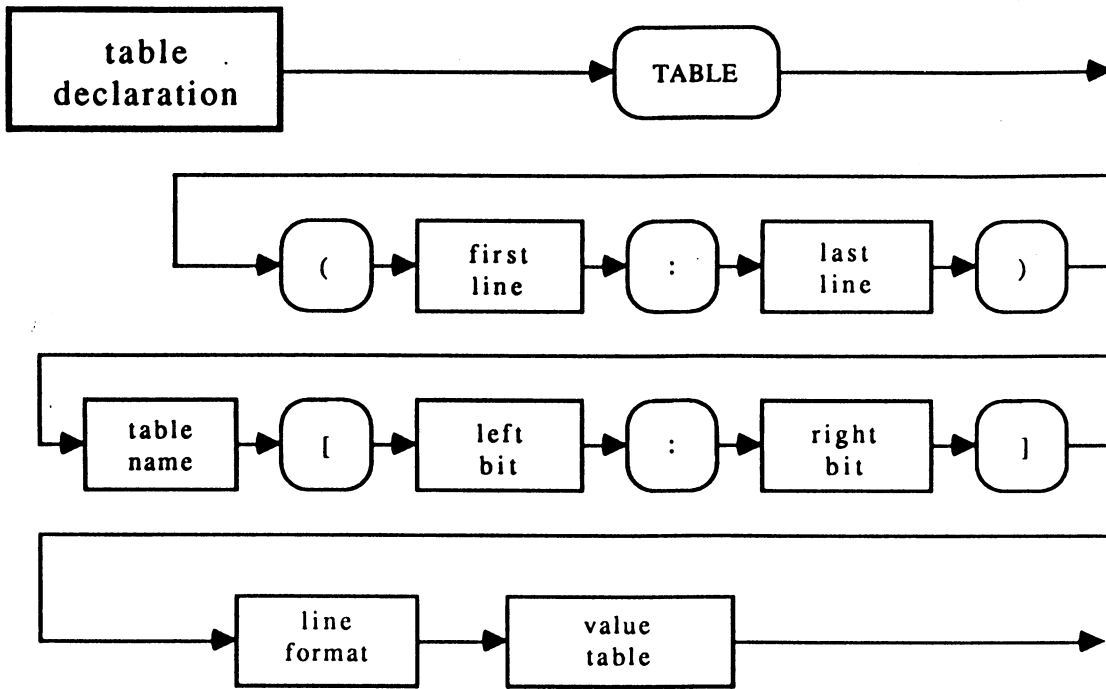 table
declaration
TABLE
(
first
line
:
last
line
)
table
name
[
left
bit
:
right
bit
]
line
format
value
table